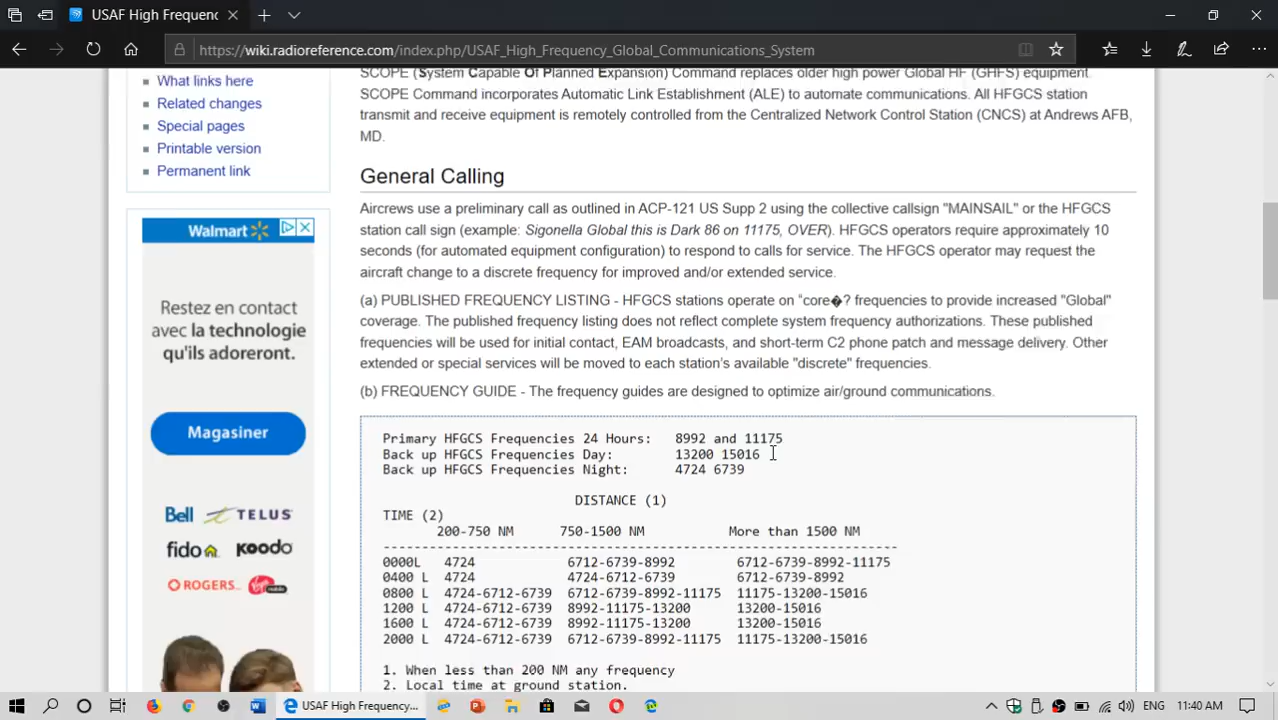 USAF High Frequenc
https://wiki.radioreference.com/index.php/USAF_High_Frequency_Global_Communications_System
What links here
Related changes
Special pages
Printable version
Permanent link
Walmart
Restez en contact
avec la technologie
qu'ils adoreront.
Magasiner
Bell TELUS
fido koodo
ROGERS
SCOPE (System Capable Of Planned Expansion) Command replaces older high power Global HF (GHFS) equipment.
SCOPE Command incorporates Automatic Link Establishment (ALE) to automate communications. All HFGCS station
transmit and receive equipment is remotely controlled from the Centralized Network Control Station (CNCS) at Andrews AFB,
MD.
General Calling
Aircrews use a preliminary call as outlined in ACP-121 US Supp 2 using the collective callsign "MAINSAIL" or the HFGCS
station call sign (example: Sigonella Global this is Dark 86 on 11175, OVER). HFGCS operators require approximately 10
seconds (for automated equipment configuration) to respond to calls for service. The HFGCS operator may request the
aircraft change to a discrete frequency for improved and/or extended service.
(a) PUBLISHED FREQUENCY LISTING - HFGCS stations operate on “core�? frequencies to provide increased "Global"
coverage. The published frequency listing does not reflect complete system frequency authorizations. These published
frequencies will be used for initial contact, EAM broadcasts, and short-term C2 phone patch and message delivery. Other
extended or special services will be moved to each station’s available "discrete" frequencies.
(b) FREQUENCY GUIDE - The frequency guides are designed to optimize air/ground communications.
Primary HFGCS Frequencies 24 Hours: 8992 and 11175
Back up HFGCS Frequencies Day: 13200 15016
Back up HFGCS Frequencies Night: 4724 6739
DISTANCE (1)
TIME (2)
200-750 NM 750-1500 NM More than 1500 NM
--------------------------------------------------------------------
0000L 4724 6712-6739-8992 6712-6739-8992-11175
0400 L 4724 4724-6712-6739 6712-6739-8992
0800 L 4724-6712-6739 6712-6739-8992-11175 11175-13200-15016
1200 L 4724-6712-6739 8992-11175-13200 13200-15016
1600 L 4724-6712-6739 8992-11175-13200 13200-15016
2000 L 4724-6712-6739 6712-6739-8992-11175 11175-13200-15016
1. When less than 200 NM any frequency
2. Local time at ground station.
USAF High Frequency...
ENG 11:40 AM